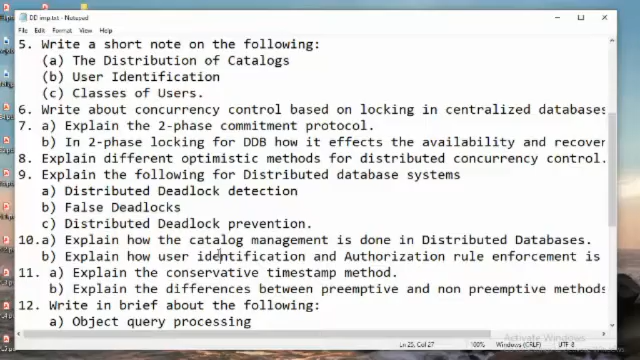 DD imp.txt - Notepad
File Edit Format View Help
5. Write a short note on the following:
(a) The Distribution of Catalogs
(b) User Identification
(c) Classes of Users.
6. Write about concurrency control based on locking in centralized databases
7. a) Explain the 2-phase commitment protocol.
b) In 2-phase locking for DDB how it effects the availability and recover
8. Explain different optimistic methods for distributed concurrency control.
9. Explain the following for Distributed database systems
a) Distributed Deadlock detection
b) False Deadlocks
c) Distributed Deadlock prevention.
10.a) Explain how the catalog management is done in Distributed Databases.
b) Explain how user identification and Authorization rule enforcement is
11. a) Explain the conservative timestamp method.
b) Explain the differences between preemptive and non preemptive methods
12. Write in brief about the following:
a) Object query processing
Activate Windows
Ln 25, Col 27 100% Windows (CRLF) UTF-8